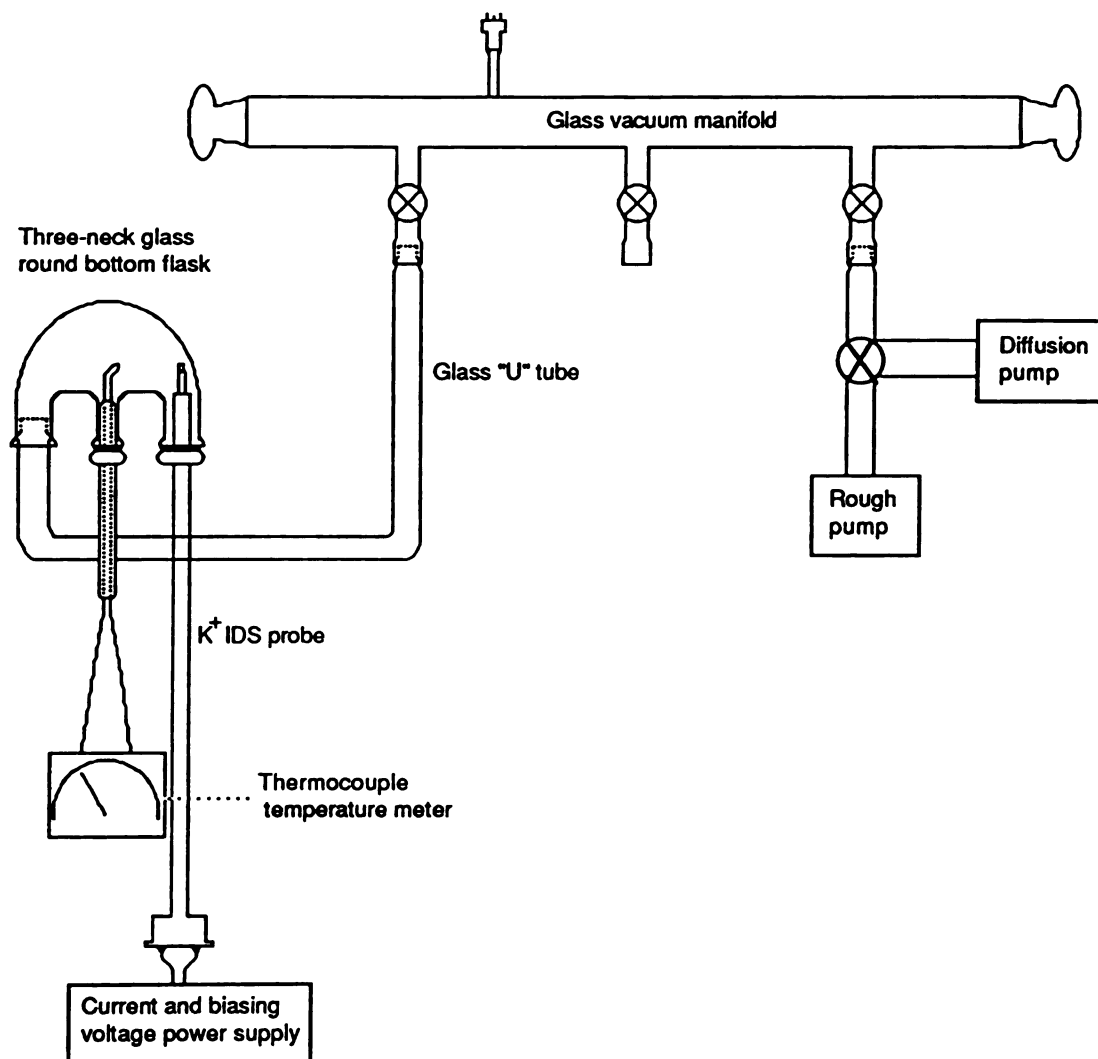 Glass vacuum manifold
Three-neck glass
round bottom flask
Glass "U" tube
Diffusion
pump
Rough
pump
K+ IDS probe
Thermocouple
temperature meter
Current and biasing
voltage power supply